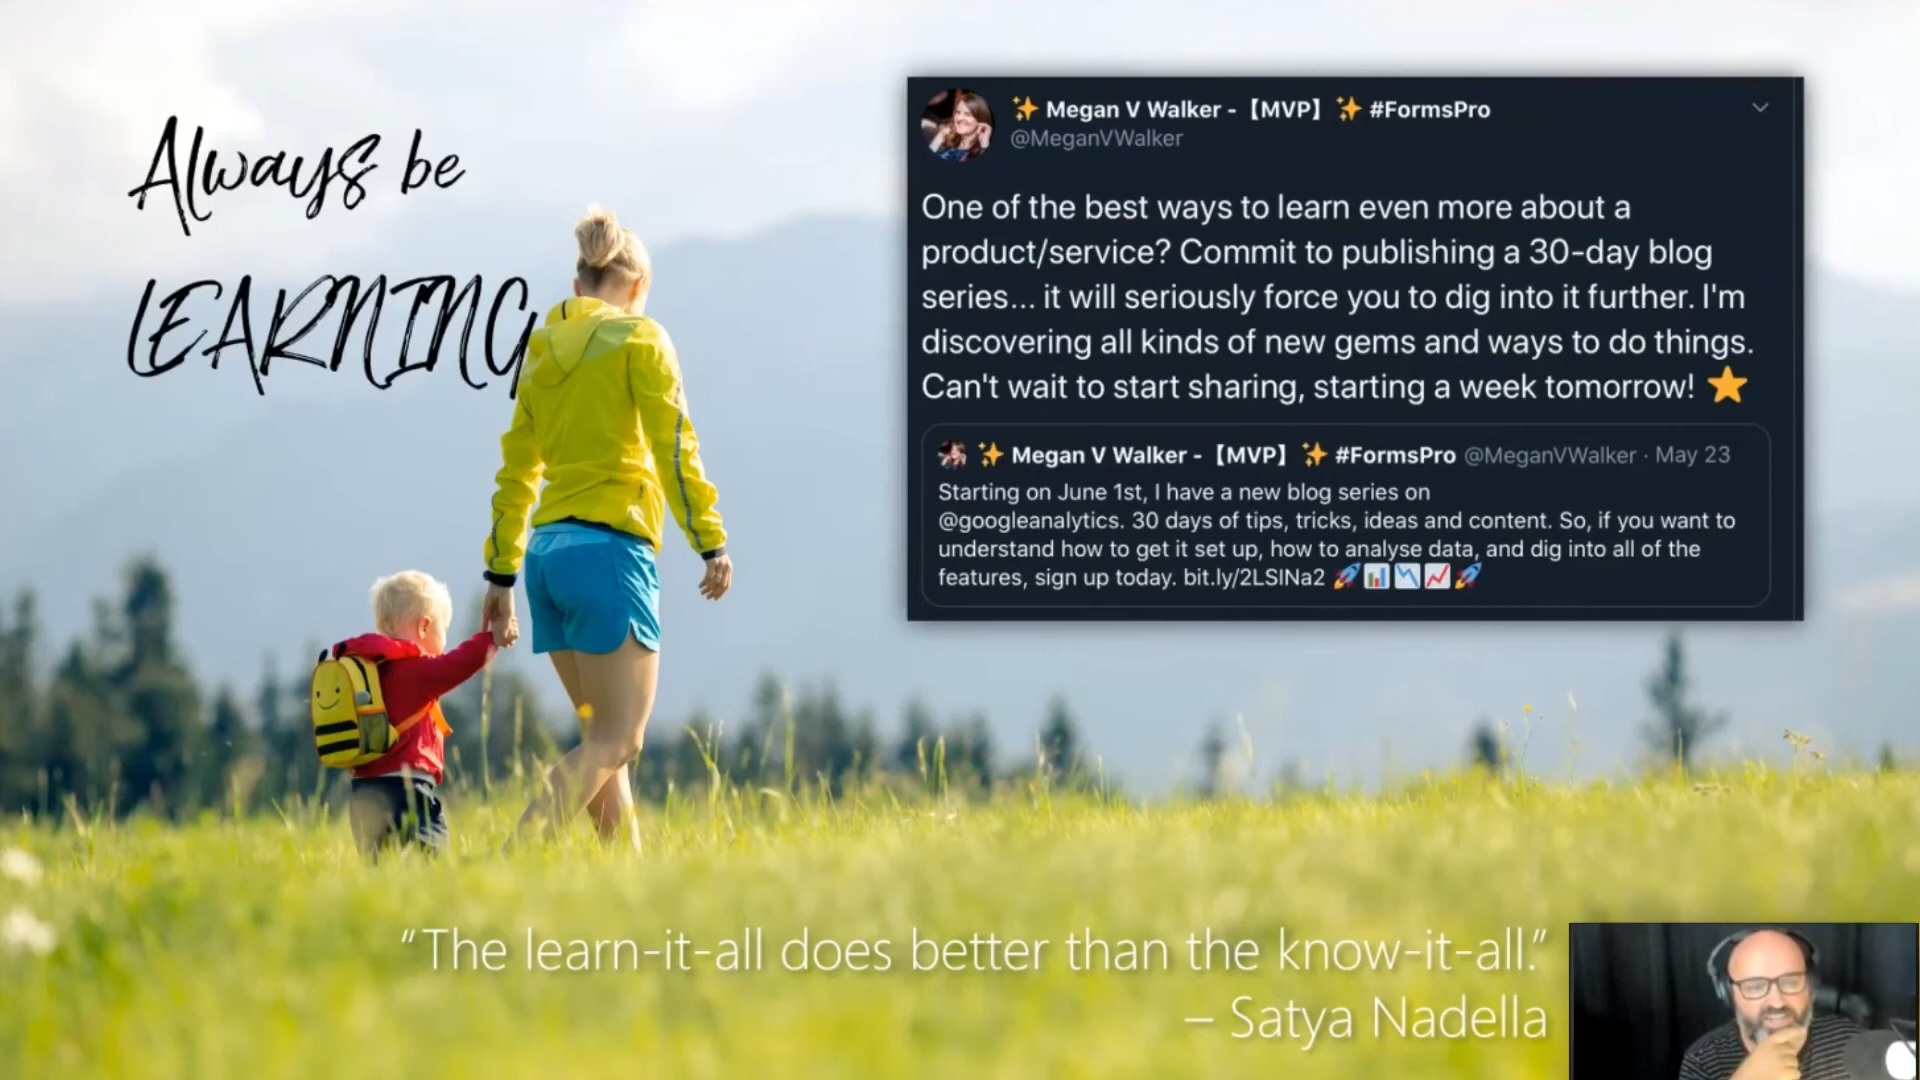 Always be
LEARNING
✨ Megan V Walker -【MVP】 ✨ #FormsPro
@MeganVWalker
One of the best ways to learn even more about a
product/service? Commit to publishing a 30-day blog
series... it will seriously force you to dig into it further. I'm
discovering all kinds of new gems and ways to do things.
Can't wait to start sharing, starting a week tomorrow! ⭐
✨ Megan V Walker -【MVP】 ✨ #FormsPro @MeganVWalker · May 23
Starting on June 1st, I have a new blog series on
@googleanalytics. 30 days of tips, tricks, ideas and content. So, if you want to
understand how to get it set up, how to analyse data, and dig into all of the
features, sign up today. bit.ly/2LSINa2 🚀📊📉📈🚀
“The learn-it-all does better than the know-it-all.”
– Satya Nadella